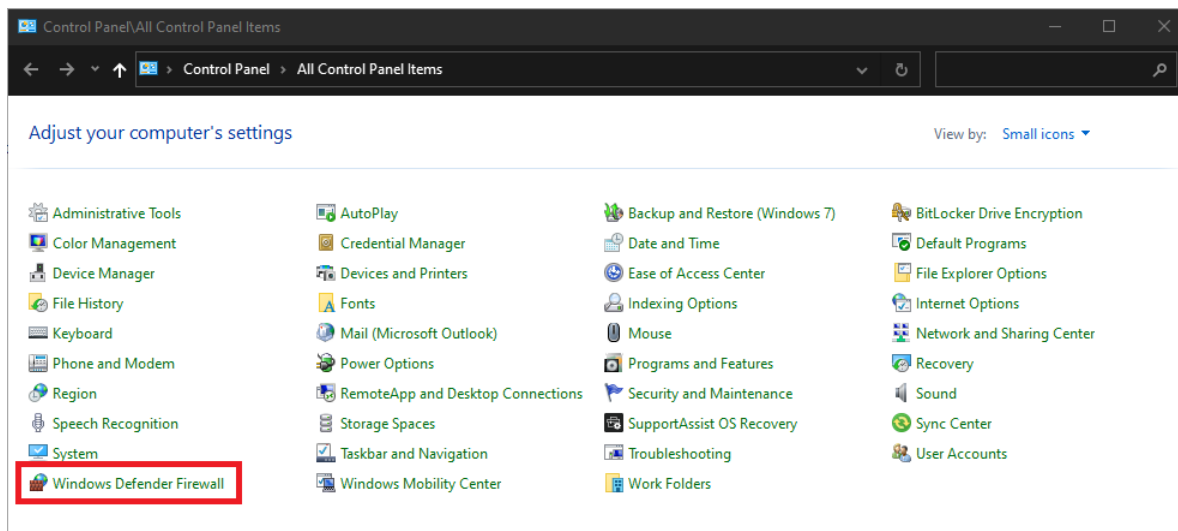 Control Panel\All Control Panel Items
Control Panel > All Control Panel Items
Adjust your computer's settings
View by: Small icons
Administrative Tools AutoPlay Backup and Restore (Windows 7) BitLocker Drive Encryption
Color Management Credential Manager Date and Time Default Programs
Device Manager Devices and Printers Ease of Access Center File Explorer Options
File History Fonts Indexing Options Internet Options
Keyboard Mail (Microsoft Outlook) Mouse Network and Sharing Center
Phone and Modem Power Options Programs and Features Recovery
Region RemoteApp and Desktop Connections Security and Maintenance Sound
Speech Recognition Storage Spaces SupportAssist OS Recovery Sync Center
System Taskbar and Navigation Troubleshooting User Accounts
Windows Defender Firewall Windows Mobility Center Work Folders